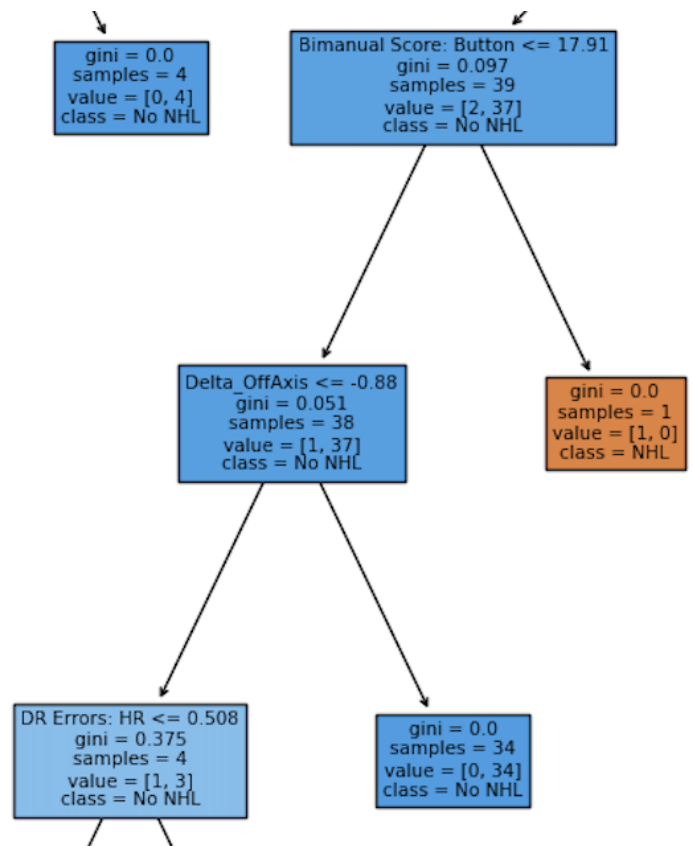 gini = 0.0
samples = 4
value = [0, 4]
class = No NHL
Bimanual Score: Button <= 17.91
gini = 0.097
samples = 39
value = [2, 37]
class = No NHL
Delta_OffAxis <= -0.88
gini = 0.051
samples = 38
value = [1, 37]
class = No NHL
gini = 0.0
samples = 1
value = [1, 0]
class = NHL
DR Errors: HR <= 0.508
gini = 0.375
samples = 4
value = [1, 3]
class = No NHL
gini = 0.0
samples = 34
value = [0, 34]
class = No NHL